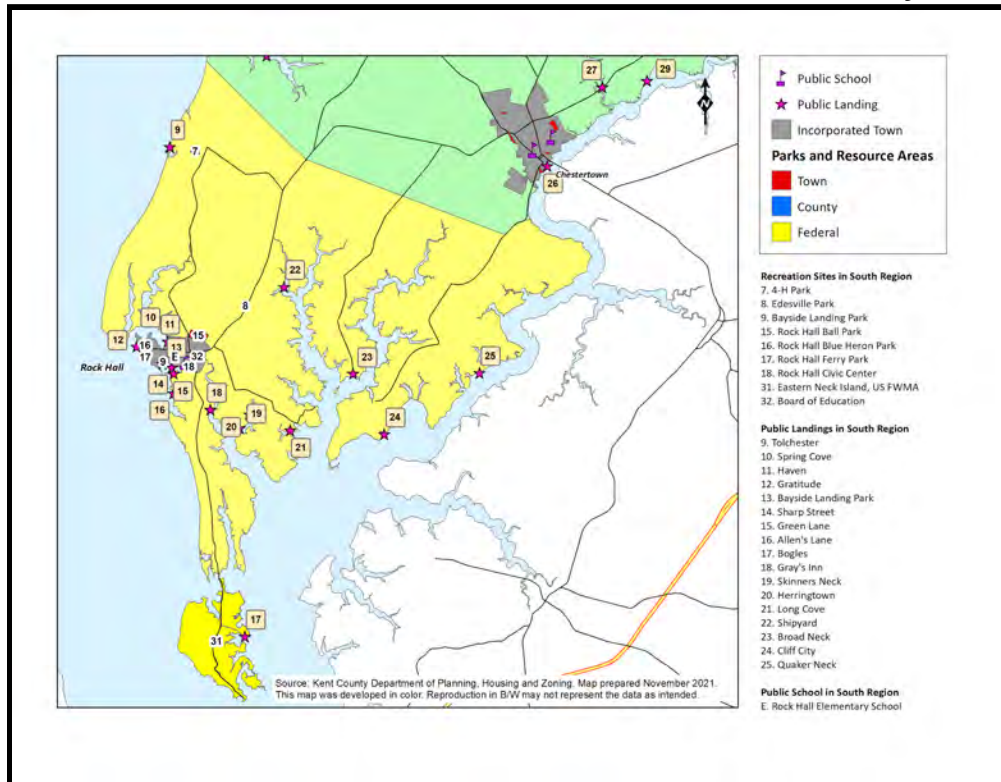 27
29
N
9
7
Chestertown
26
22
8
10
11
12
16
15
13
17
E
32
9
18
Rock Hall
14
15
16
18
19
20
21
23
24
25
17
31
Source: Kent County Department of Planning, Housing and Zoning. Map prepared November 2021.
This map was developed in color. Reproduction in B/W may not represent the data as intended
Public School
Public Landing
Incorporated Town
Parks and Resource Areas
Town
County
Federal
Recreation Sites in South Region
7. 4-H Park
8. Edesville Park
9. Bayside Landing Park
15. Rock Hall Ball Park
16. Rock Hall Blue Heron Park
17. Rock Hall Ferry Park
18. Rock Hall Civic Center
31. Eastern Neck Island, US FWMA
32. Board of Education
Public Landings in South Region
9. Tolchester
10. Spring Cove
11. Haven
12. Gratitude
13. Bayside Landing Park
14. Sharp Street
15. Green Lane
16. Allen's Lane
17. Bogles
18. Gray's Inn
19. Skinners Neck
20. Herringtown
21. Long Cove
22. Shipyard
23. Broad Neck
24. Cliff City
25. Quaker Neck
Public School in South Region
E. Rock Hall Elementary School